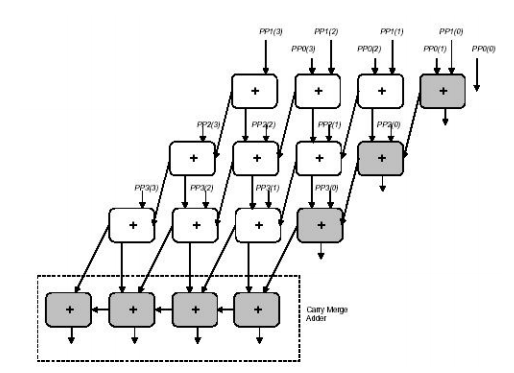 PP1(3) PP1(2) PP1(1) PP1(0)
PP0(3) PP0(2) PP0(1) PP0(0)
+ + + +
PP2(3) PP2(2) PP2(1) PP2(0)
+ + + +
PP3(3) PP3(2) PP3(1) PP3(0)
+ + + +
+ + + +
Carry Merge
Adder